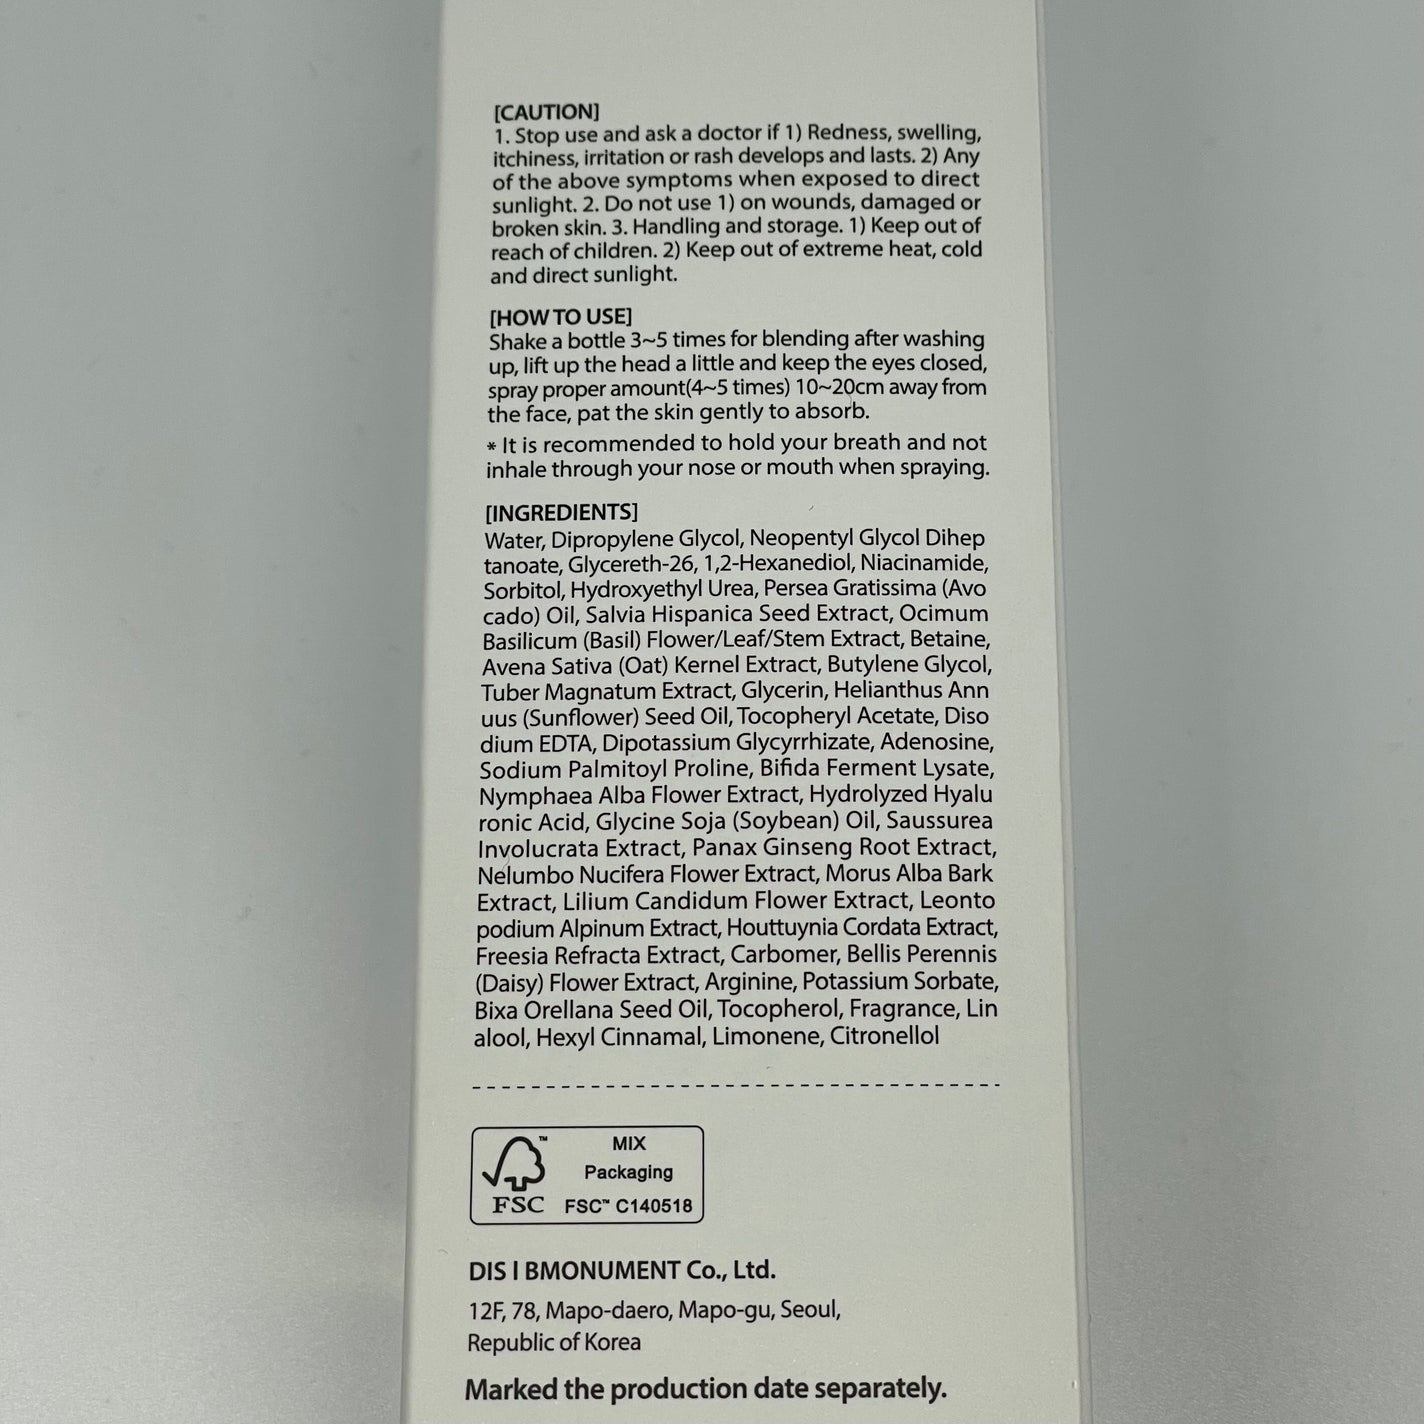 [CAUTION]
1. Stop use and ask a doctor if 1) Redness, swelling,
itchiness, irritation or rash develops and lasts. 2) Any
of the above symptoms when exposed to direct
sunlight. 2. Do not use 1) on wounds, damaged or
broken skin. 3. Handling and storage. 1) Keep out of
reach of children. 2) Keep out of extreme heat, cold
and direct sunlight.
[HOW TO USE]
Shake a bottle 3~5 times for blending after washing
up, lift up the head a little and keep the eyes closed,
spray proper amount(4~5 times) 10~20cm away from
the face, pat the skin gently to absorb.
* It is recommended to hold your breath and not
inhale through your nose or mouth when spraying.
[INGREDIENTS]
Water, Dipropylene Glycol, Neopentyl Glycol Dihep
tanoate, Glycereth-26, 1,2-Hexanediol, Niacinamide,
Sorbitol, Hydroxyethyl Urea, Persea Gratissima (Avo
cado) Oil, Salvia Hispanica Seed Extract, Ocimum
Basilicum (Basil) Flower/Leaf/Stem Extract, Betaine,
Avena Sativa (Oat) Kernel Extract, Butylene Glycol,
Tuber Magnatum Extract, Glycerin, Helianthus Ann
uus (Sunflower) Seed Oil, Tocopheryl Acetate, Diso
dium EDTA, Dipotassium Glycyrrhizate, Adenosine,
Sodium Palmitoyl Proline, Bifida Ferment Lysate,
Nymphaea Alba Flower Extract, Hydrolyzed Hyalu
ronic Acid, Glycine Soja (Soybean) Oil, Saussurea
Involucrata Extract, Panax Ginseng Root Extract,
Nelumbo Nucifera Flower Extract, Morus Alba Bark
Extract, Lilium Candidum Flower Extract, Leonto
podium Alpinum Extract, Houttuynia Cordata Extract,
Freesia Refracta Extract, Carbomer, Bellis Perennis
(Daisy) Flower Extract, Arginine, Potassium Sorbate,
Bixa Orellana Seed Oil, Tocopherol, Fragrance, Lin
alool, Hexyl Cinnamal, Limonene, Citronellol
™ MIX
Packaging
FSC FSC™ C140518
DIS I BMONUMENT Co., Ltd.
12F, 78, Mapo-daero, Mapo-gu, Seoul,
Republic of Korea
Marked the production date separately.